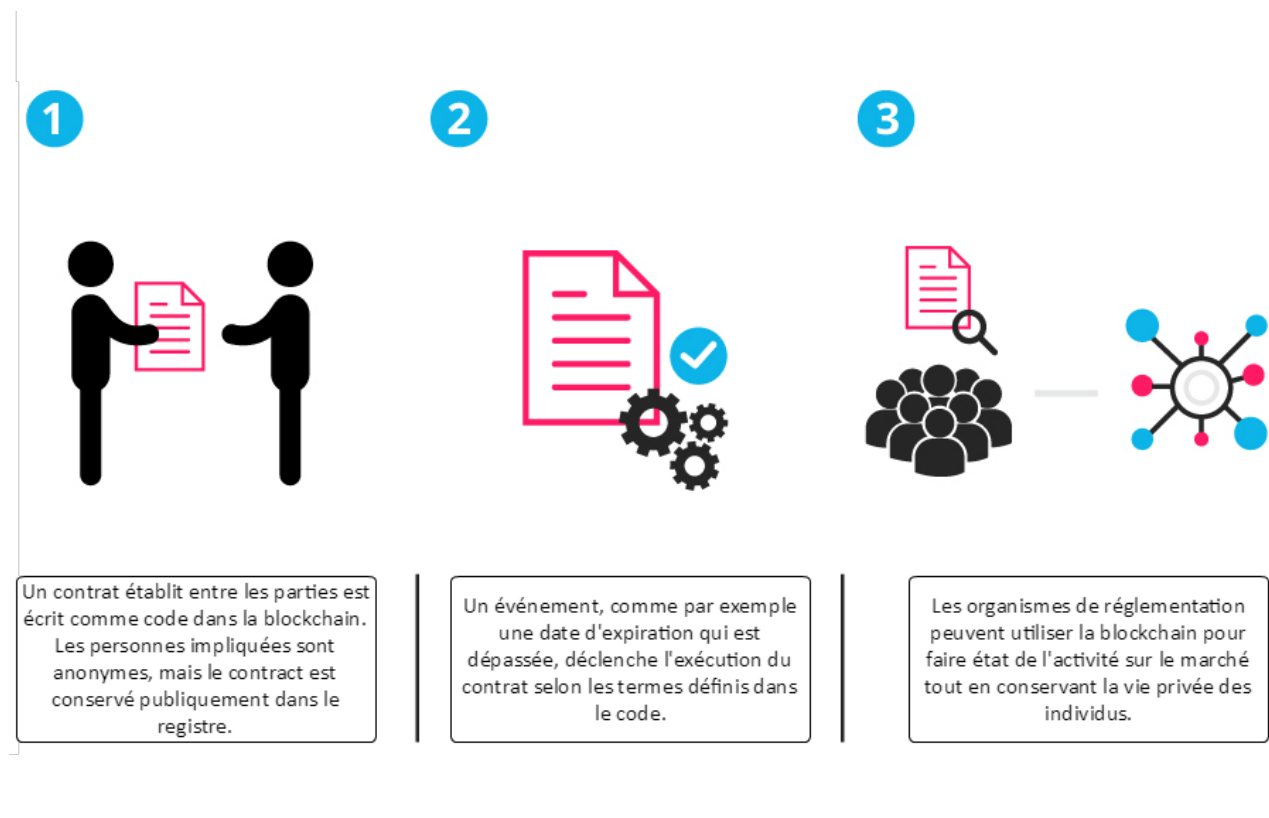 1
2
3
Un contrat établit entre les parties est
écrit comme code dans la blockchain.
Les personnes impliquées sont
anonymes, mais le contract est
conservé publiquement dans le
registre.
Un événement, comme par exemple
une date d'expiration qui est
dépassée, déclenche l'exécution du
contrat selon les termes définis dans
le code.
Les organismes de réglementation
peuvent utiliser la blockchain pour
faire état de l'activité sur le marché
tout en conservant la vie privée des
individus.